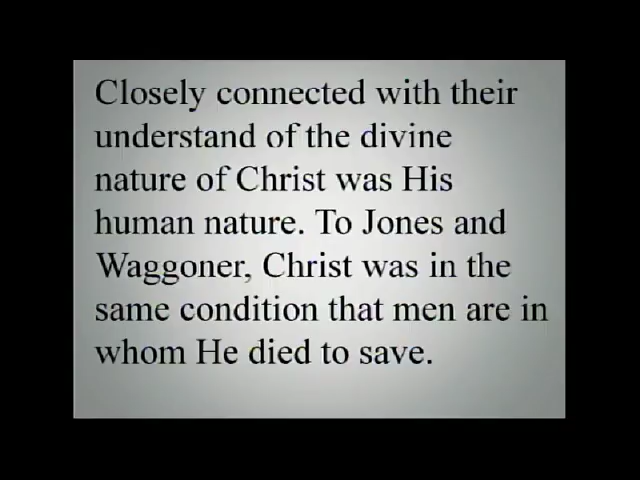 Closely connected with their
understand of the divine
nature of Christ was His
human nature. To Jones and
Waggoner, Christ was in the
same condition that men are in
whom He died to save.